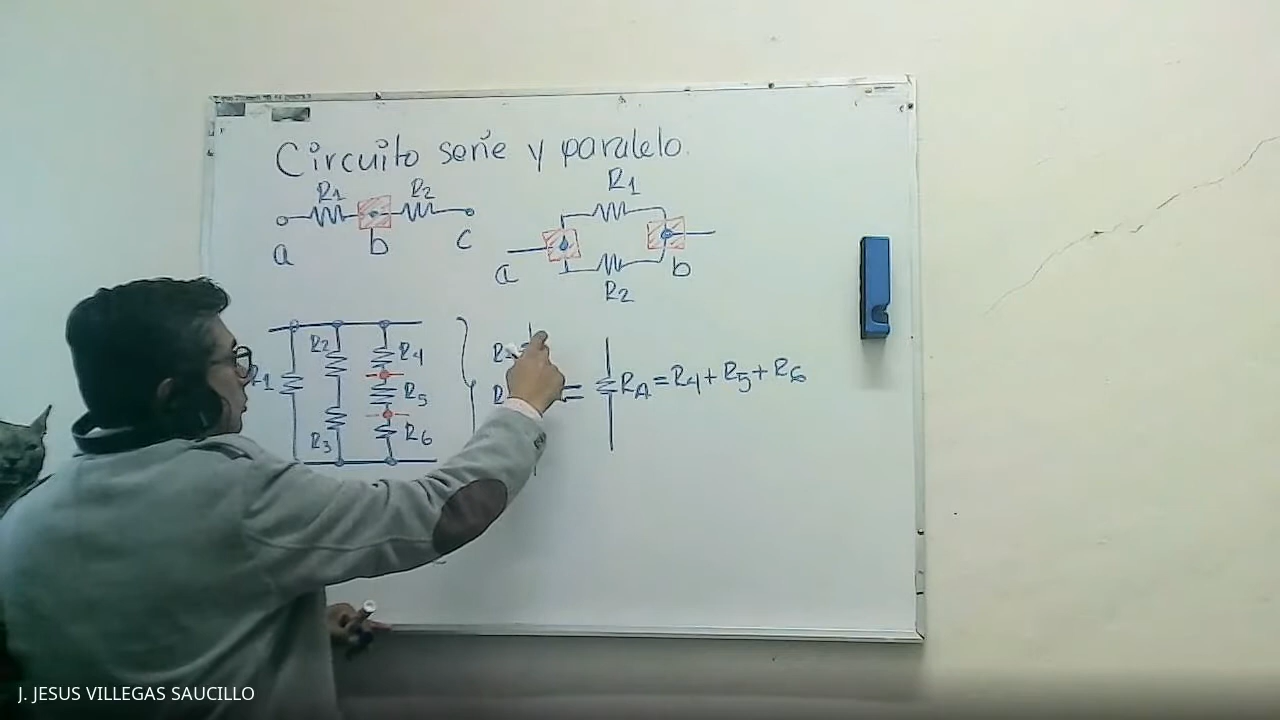 Circuito serie y paralelo.
R1 R2
a b c
R1
a b
R2
R1 R2 R4
R5
R3 R6
RA = R4 + R5 + R6
J. JESUS VILLEGAS SAUCILLO